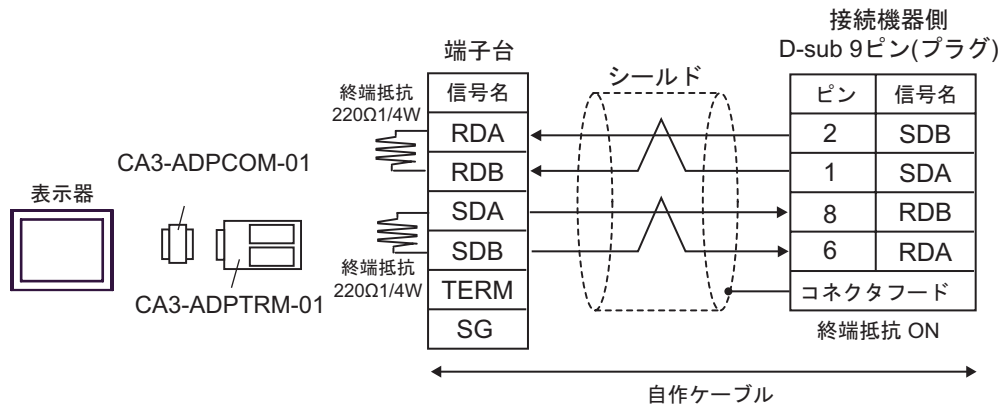 接続機器側
D-sub 9ピン(プラグ)
端子台
シールド
終端抵抗
220Ω1/4W
信号名
ピン 信号名
RDA
2 SDB
CA3-ADPCOM-01
RDB
1 SDA
表示器
SDA
8 RDB
SDB
6 RDA
終端抵抗
220Ω1/4W
CA3-ADPTRM-01
TERM
コネクタフード
SG
終端抵抗 ON
自作ケーブル